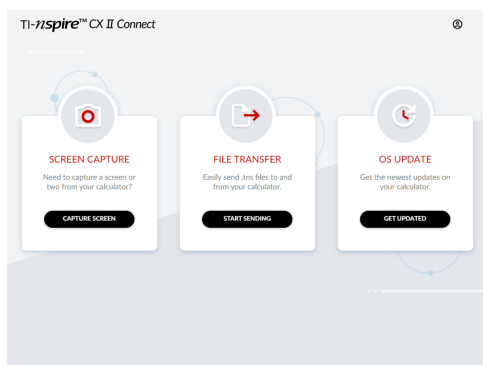 TI-nspire™ CX II Connect
SCREEN CAPTURE
Need to capture a screen or
two from your calculator?
CAPTURE SCREEN
FILE TRANSFER
Easily send .tns files to and
from your calculator.
START SENDING
OS UPDATE
Get the newest updates on
your calculator.
GET UPDATED